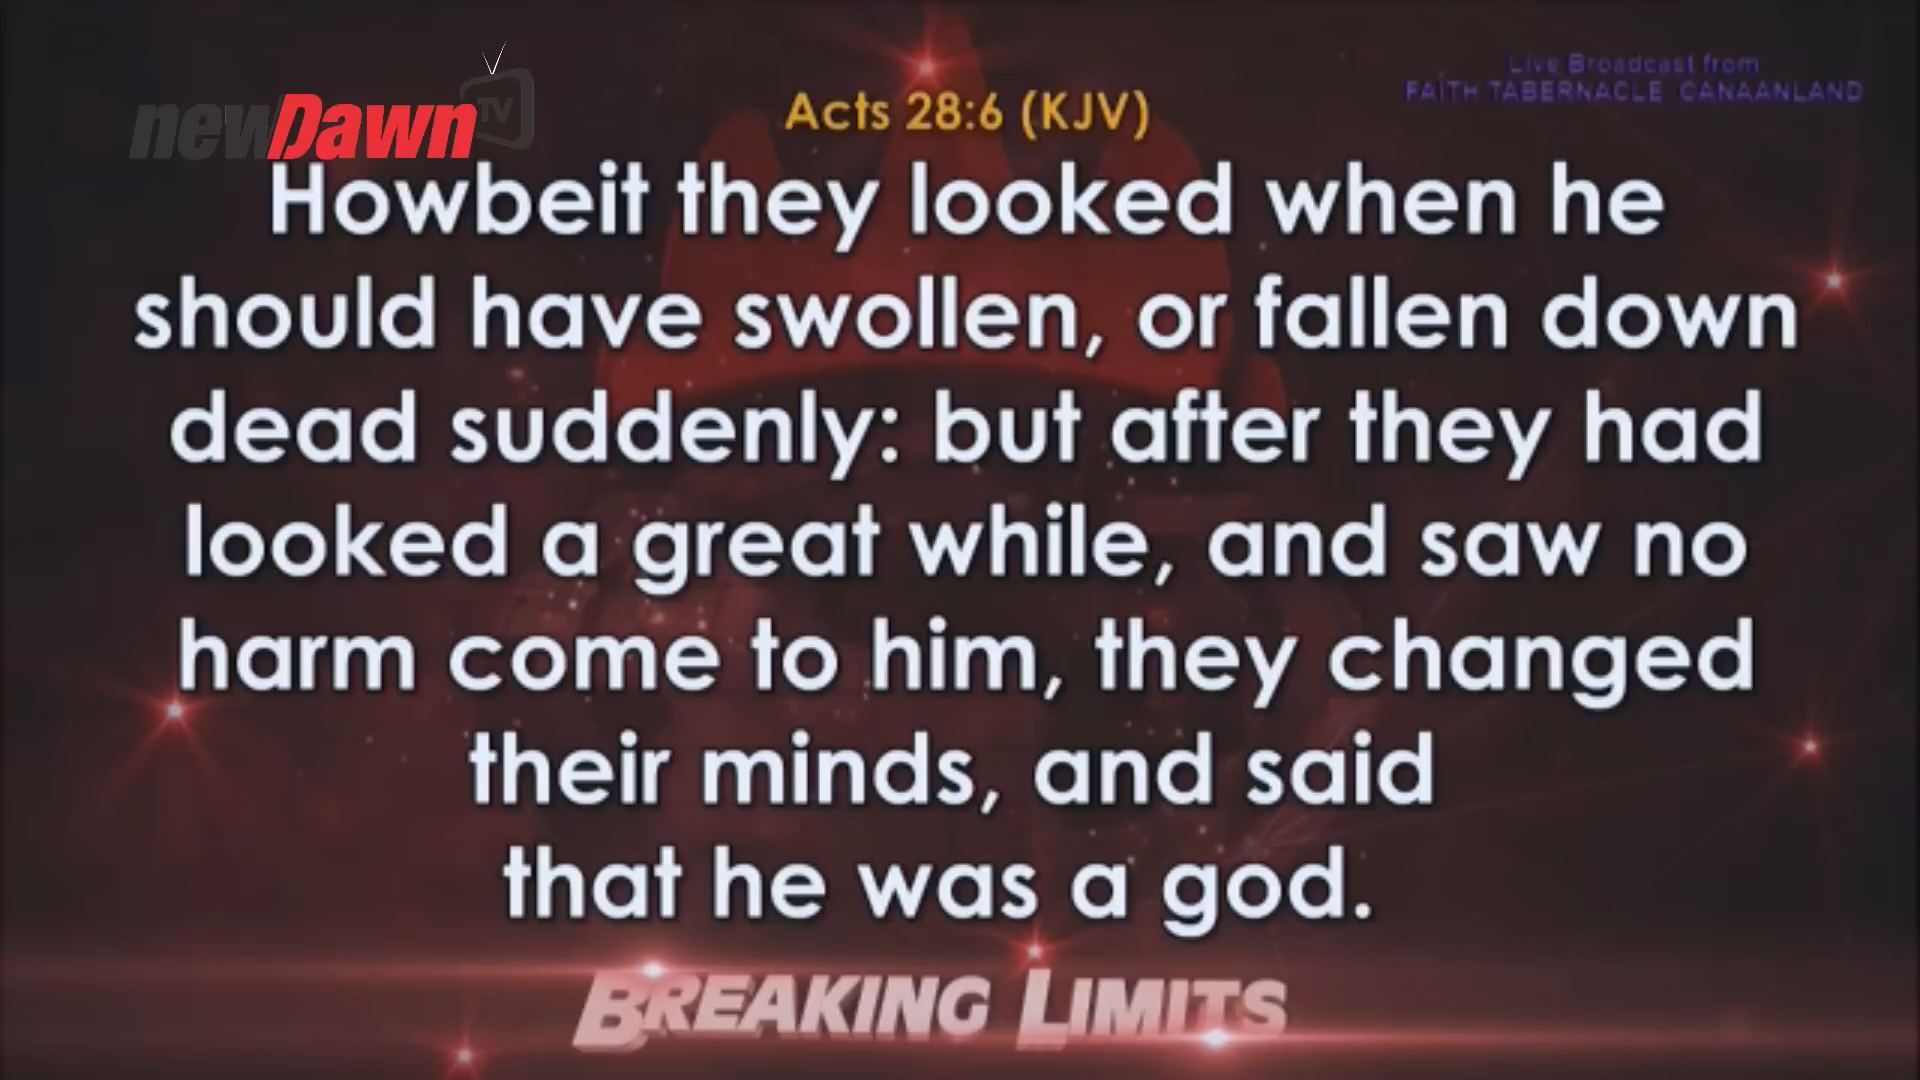 newDawn TV
Live Broadcast from
FAITH TABERNACLE CANAANLAND
Acts 28:6 (KJV)
Howbeit they looked when he
should have swollen, or fallen down
dead suddenly: but after they had
looked a great while, and saw no
harm come to him, they changed
their minds, and said
that he was a god.
BREAKING LIMITS